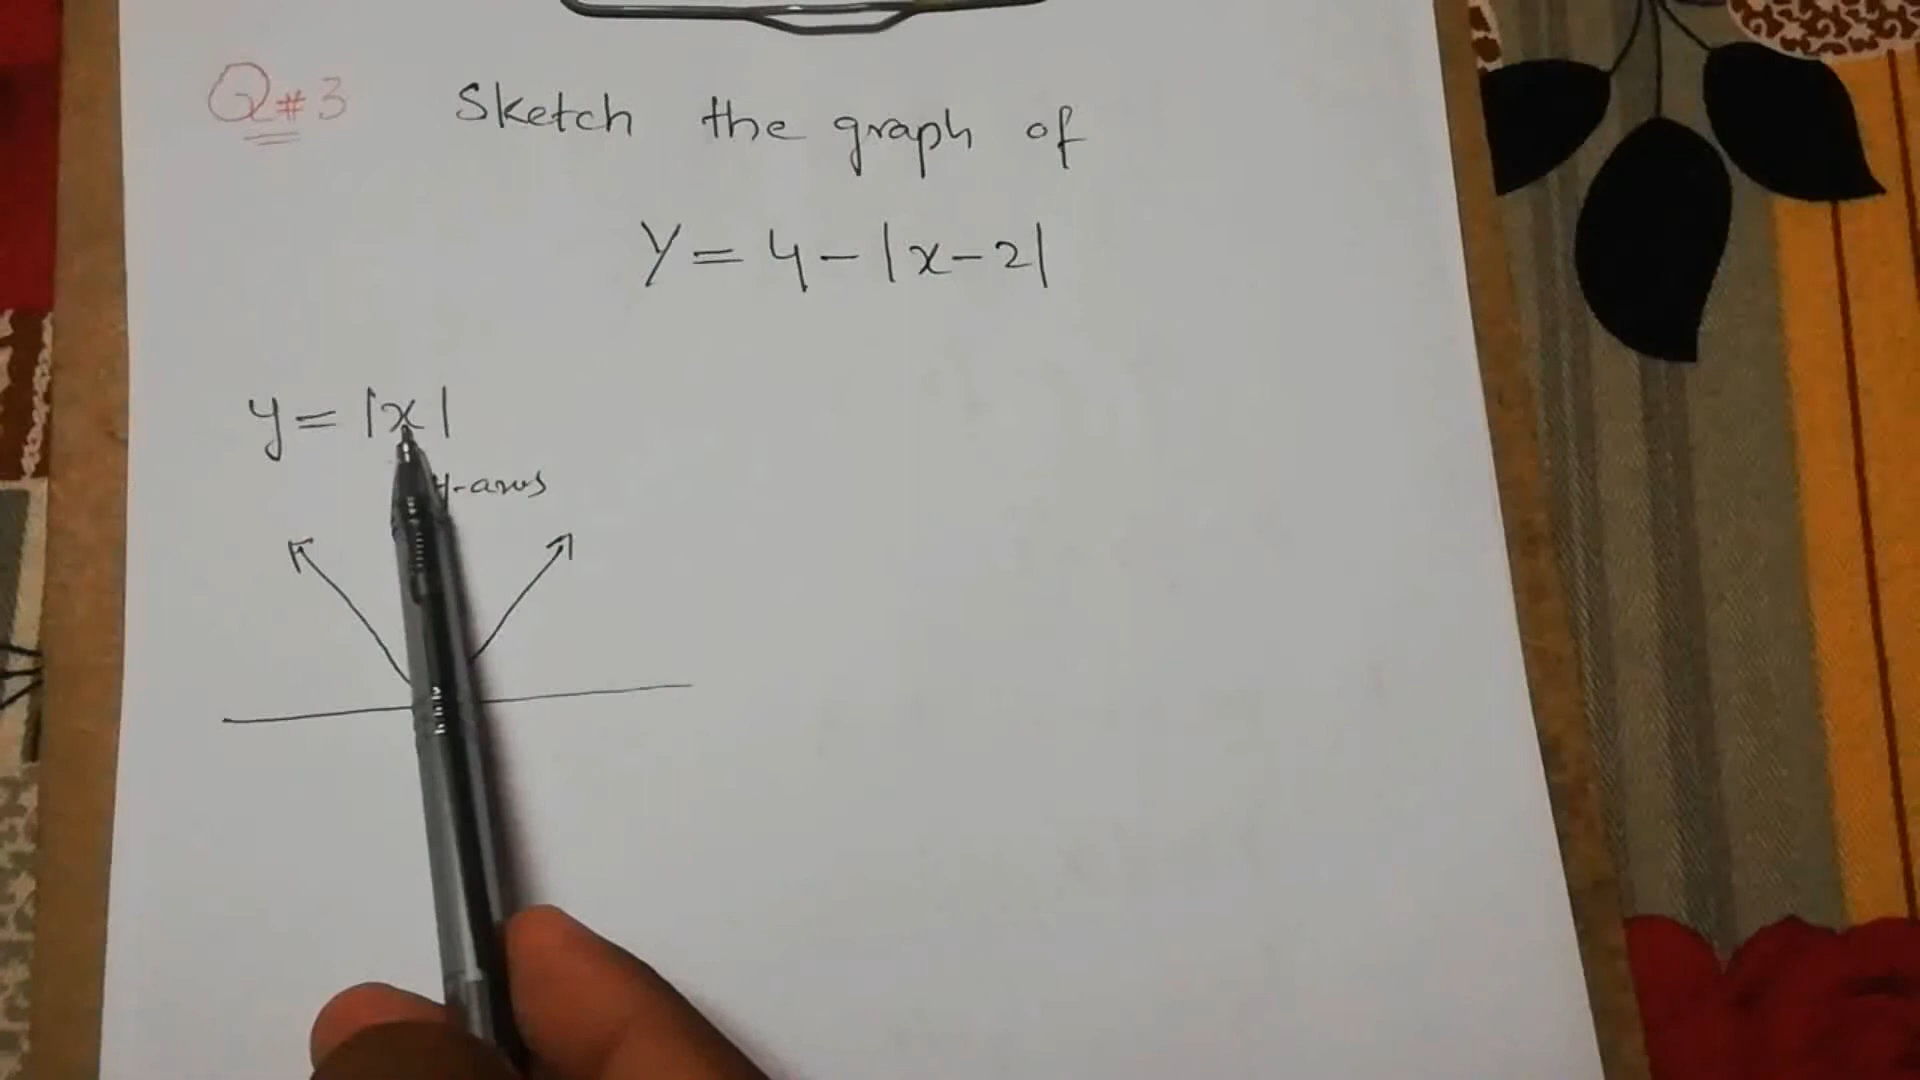 Q#3 Sketch the graph of
Y = 4 - |x - 2|
y = |x|
y-axis